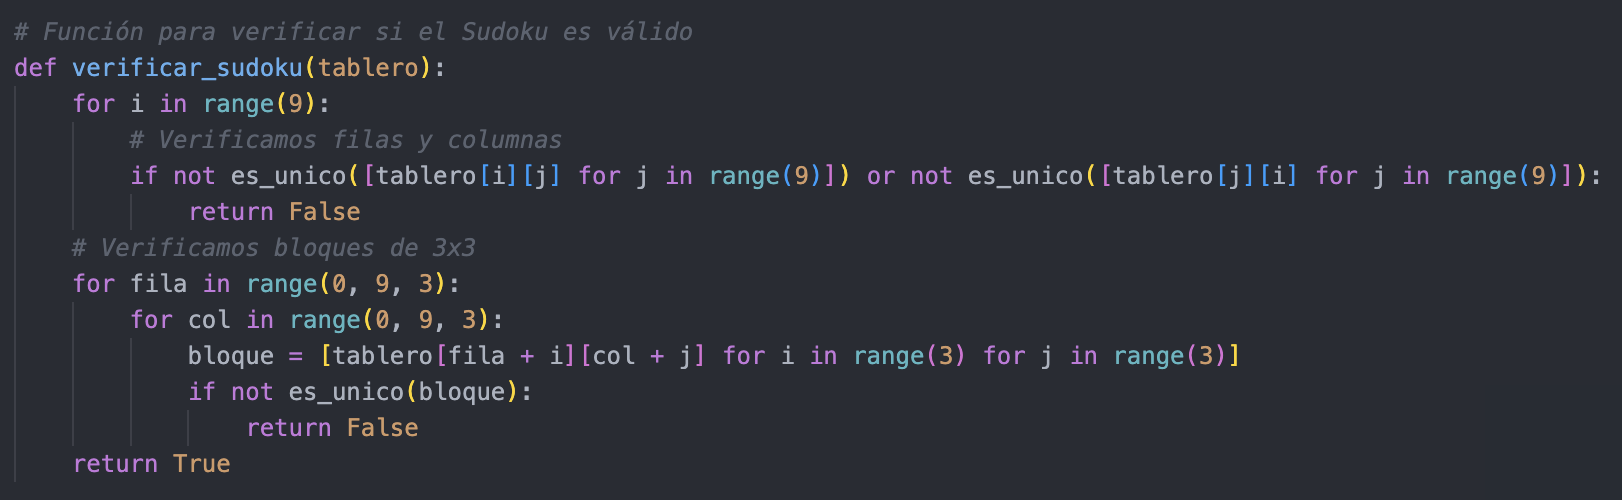 # Función para verificar si el Sudoku es válido
def verificar_sudoku(tablero):
    for i in range(9):
        # Verificamos filas y columnas
        if not es_unico([tablero[i][j] for j in range(9)]) or not es_unico([tablero[j][i] for j in range(9)]):
            return False
    # Verificamos bloques de 3x3
    for fila in range(0, 9, 3):
        for col in range(0, 9, 3):
            bloque = [tablero[fila + i][col + j] for i in range(3) for j in range(3)]
            if not es_unico(bloque):
                return False
    return True